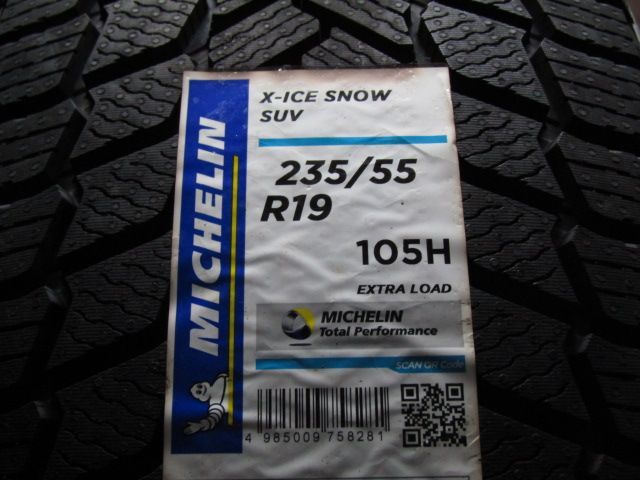 MICHELIN
X-ICE SNOW
SUV
235/55
R19
105H
EXTRA LOAD
MICHELIN
Total Performance
SCAN QR Code
4 985009 758281